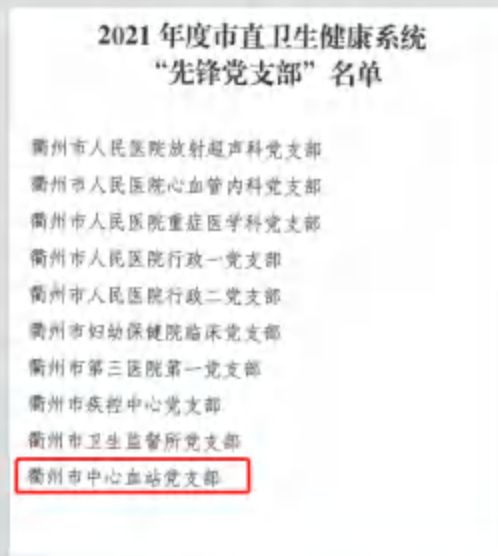 2021 年度市直卫生健康系统
“先锋党支部”名单
衢州市人民医院放射超声科党支部
衢州市人民医院心血管内科党支部
衢州市人民医院重症医学科党支部
衢州市人民医院行政一党支部
衢州市人民医院行政二党支部
衢州市妇幼保健院临床党支部
衢州市第三医院第一党支部
衢州市疾控中心党支部
衢州市卫生监督所党支部
衢州市中心血站党支部